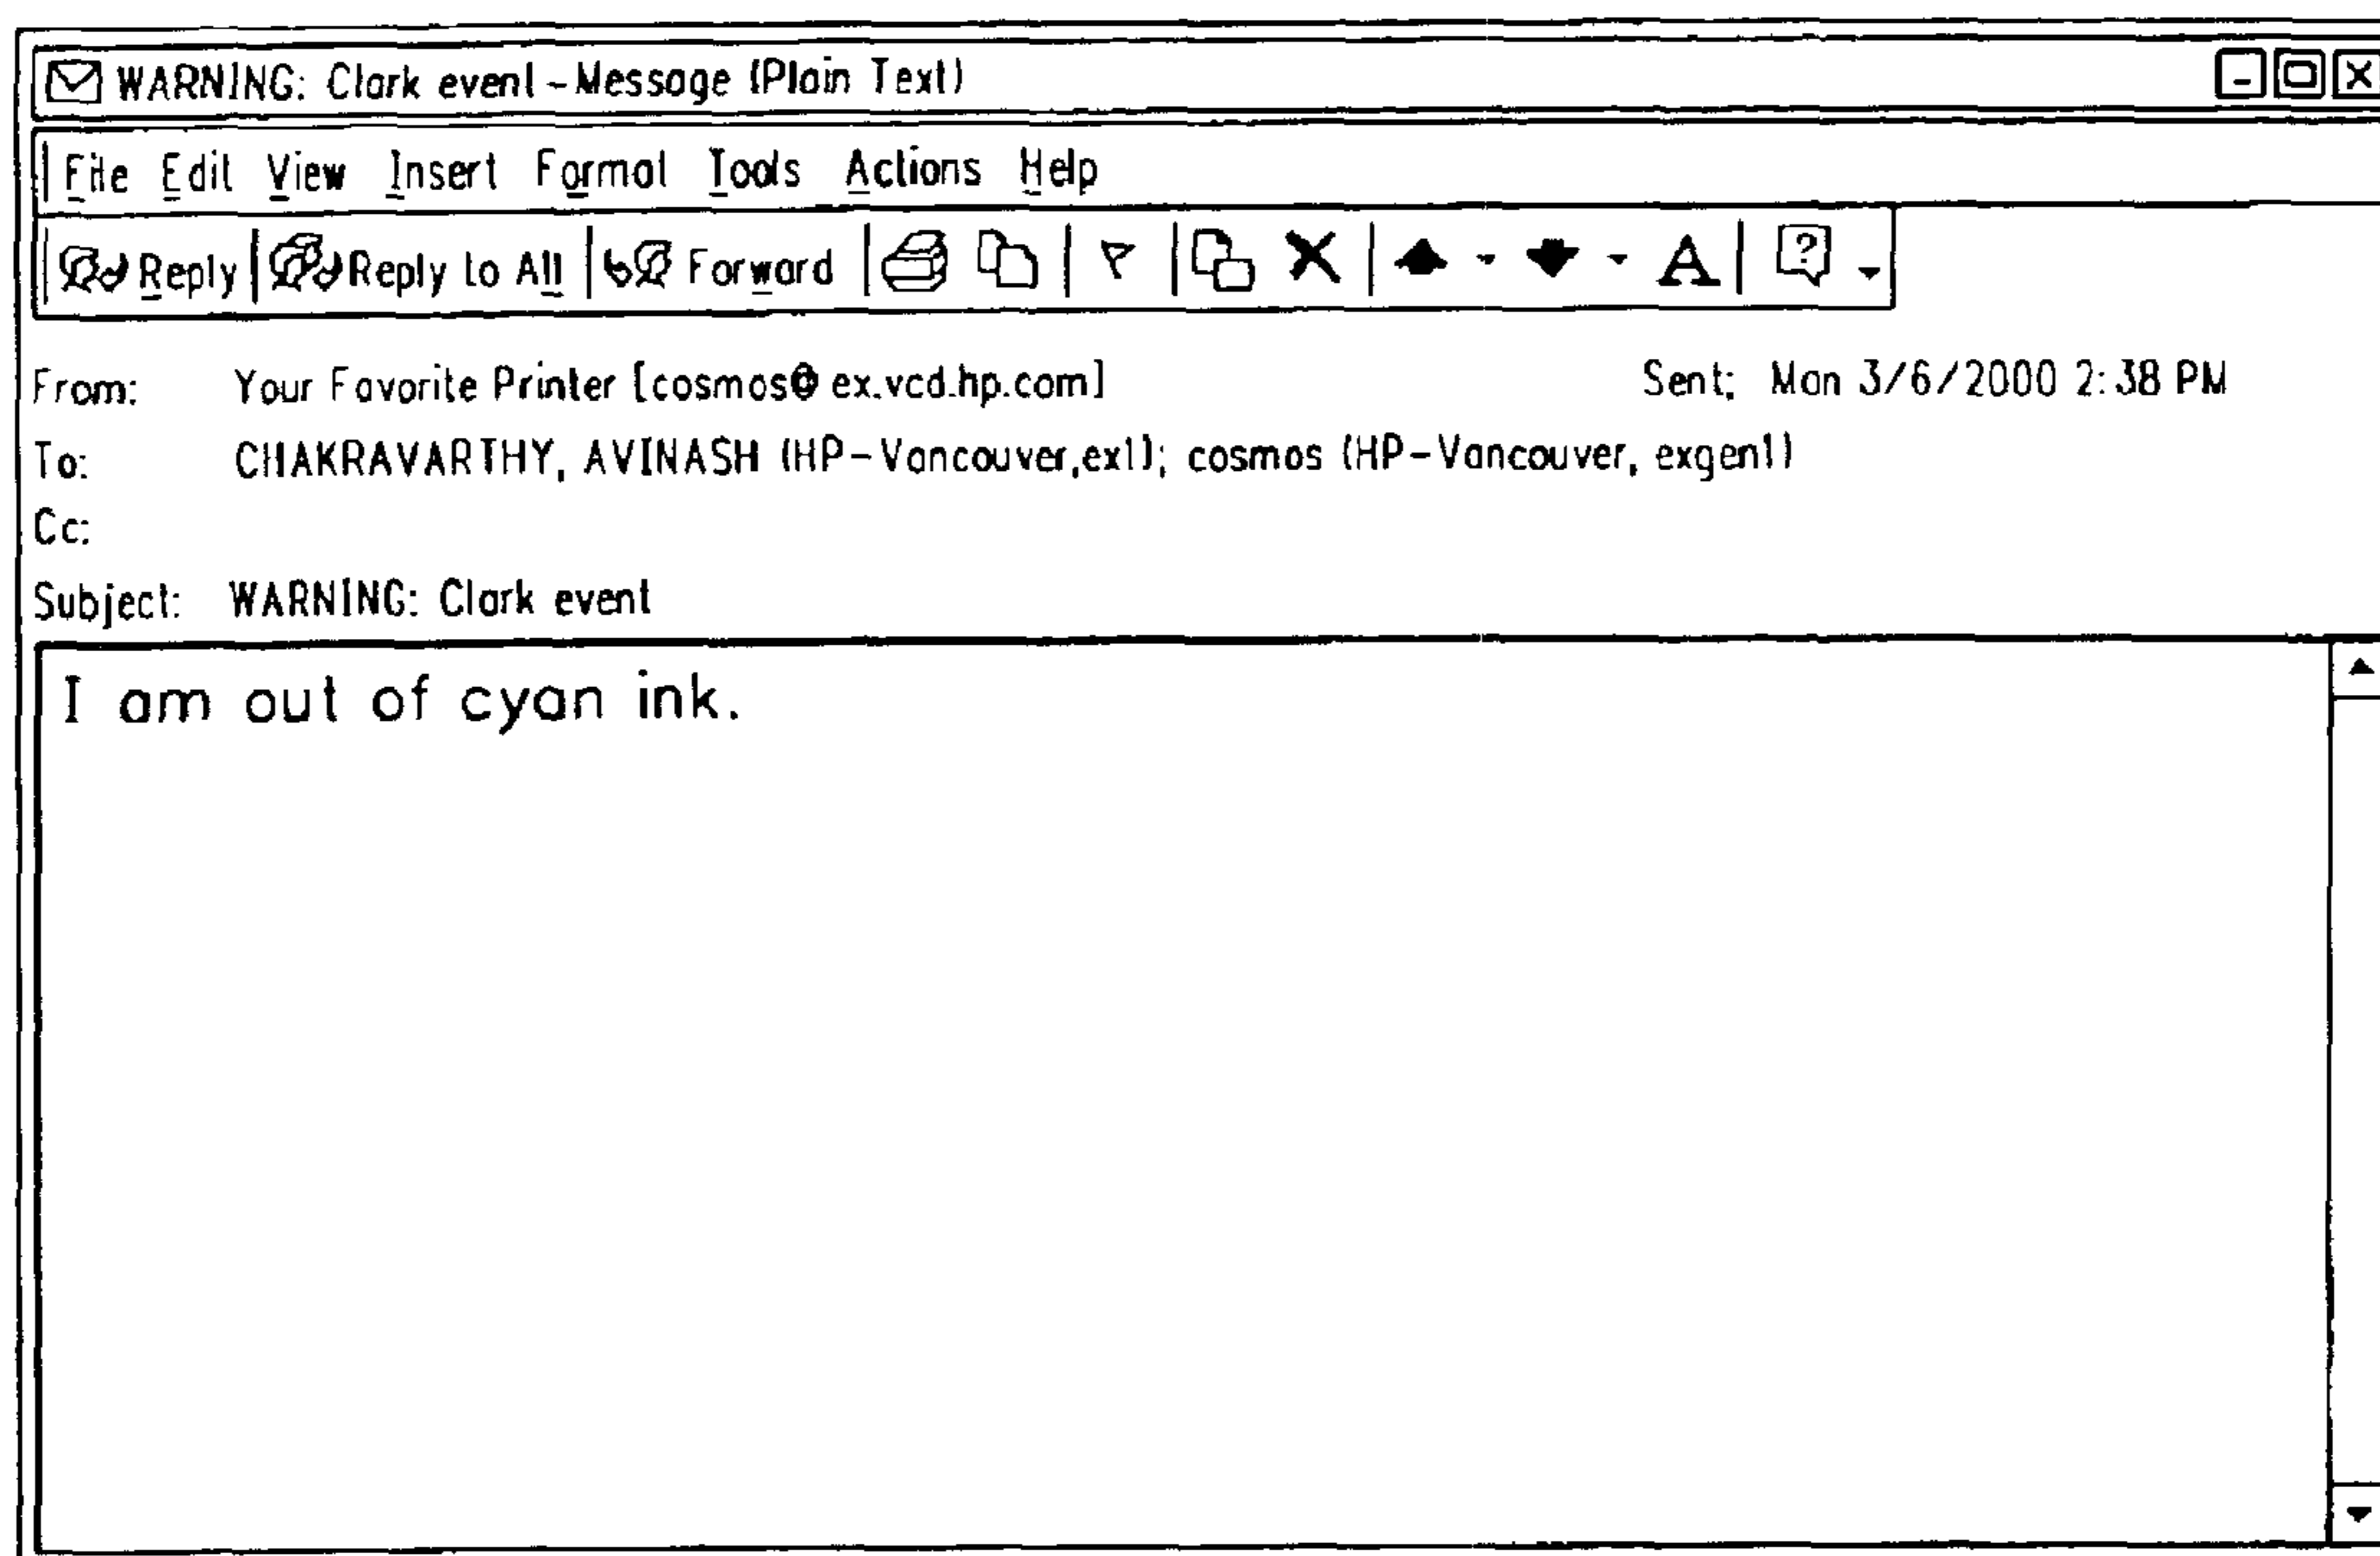 WARNING: Clark event - Message (Plain Text)
File Edit View Insert Format Tools Actions Help
Reply Reply to All Forward A ?
From: Your Favorite Printer [cosmos@ ex.vcd.hp.com] Sent: Mon 3/6/2000 2:38 PM
To: CHAKRAVARTHY, AVINASH (HP-Vancouver,ex1); cosmos (HP-Vancouver, exgen1)
Cc:
Subject: WARNING: Clark event
I am out of cyan ink.